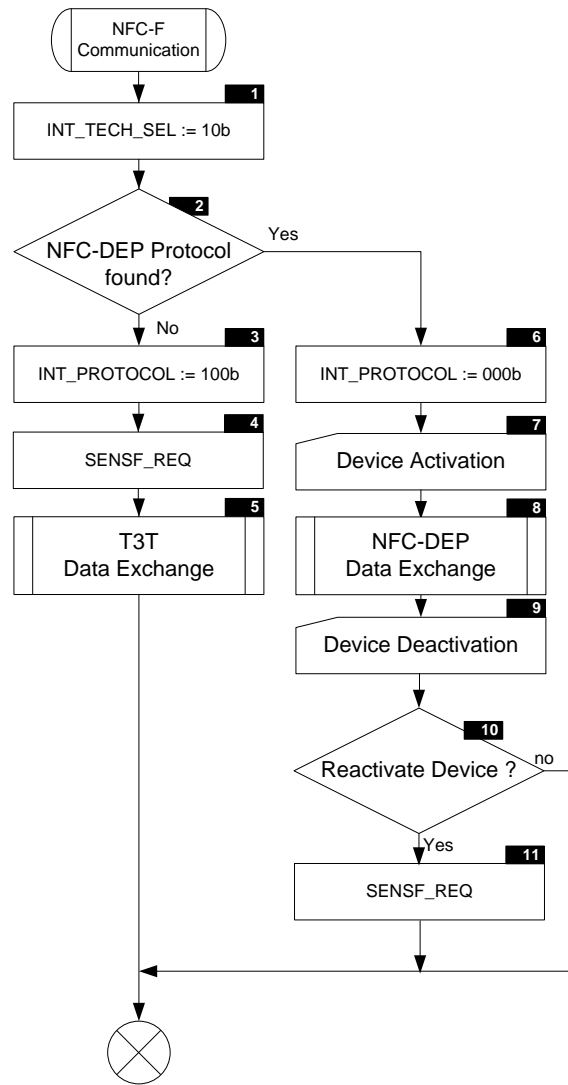 NFC-F
Communication
1
INT_TECH_SEL := 10b
2
NFC-DEP Protocol
found?
Yes
No
3
INT_PROTOCOL := 100b
4
SENSF_REQ
5
T3T
Data Exchange
6
INT_PROTOCOL := 000b
7
Device Activation
8
NFC-DEP
Data Exchange
9
Device Deactivation
10
Reactivate Device ?
no
Yes
11
SENSF_REQ